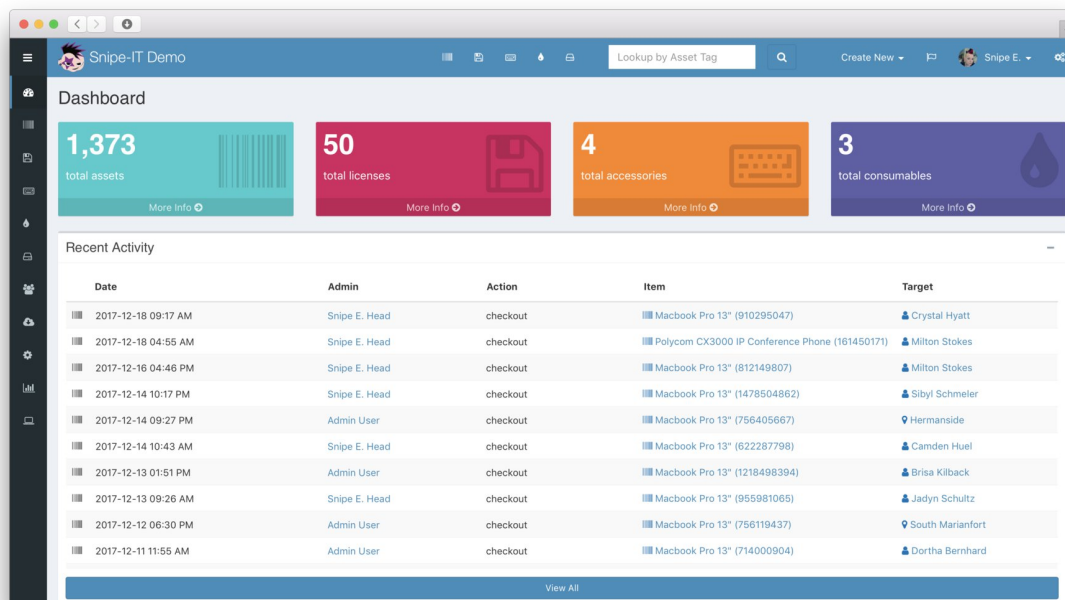 Snipe-IT Demo
Lookup by Asset Tag
Create New
Snipe E.
Dashboard
1,373
total assets
More Info
50
total licenses
More Info
4
total accessories
More Info
3
total consumables
More Info
Recent Activity
Date Admin Action Item Target
2017-12-18 09:17 AM Snipe E. Head checkout Macbook Pro 13" (910295047) Crystal Hyatt
2017-12-18 04:55 AM Snipe E. Head checkout Polycom CX3000 IP Conference Phone (161450171) Milton Stokes
2017-12-16 04:46 PM Snipe E. Head checkout Macbook Pro 13" (812149807) Milton Stokes
2017-12-14 10:17 PM Snipe E. Head checkout Macbook Pro 13" (1478504862) Sibyl Schmeler
2017-12-14 09:27 PM Admin User checkout Macbook Pro 13" (756405667) Hermanside
2017-12-14 10:43 AM Snipe E. Head checkout Macbook Pro 13" (622287798) Camden Huel
2017-12-13 01:51 PM Admin User checkout Macbook Pro 13" (1218498394) Brisa Kilback
2017-12-13 09:26 AM Snipe E. Head checkout Macbook Pro 13" (955981065) Jadyn Schultz
2017-12-12 06:30 PM Admin User checkout Macbook Pro 13" (756119437) South Marianfort
2017-12-11 11:55 AM Admin User checkout Macbook Pro 13" (714000904) Dortha Bernhard
View All